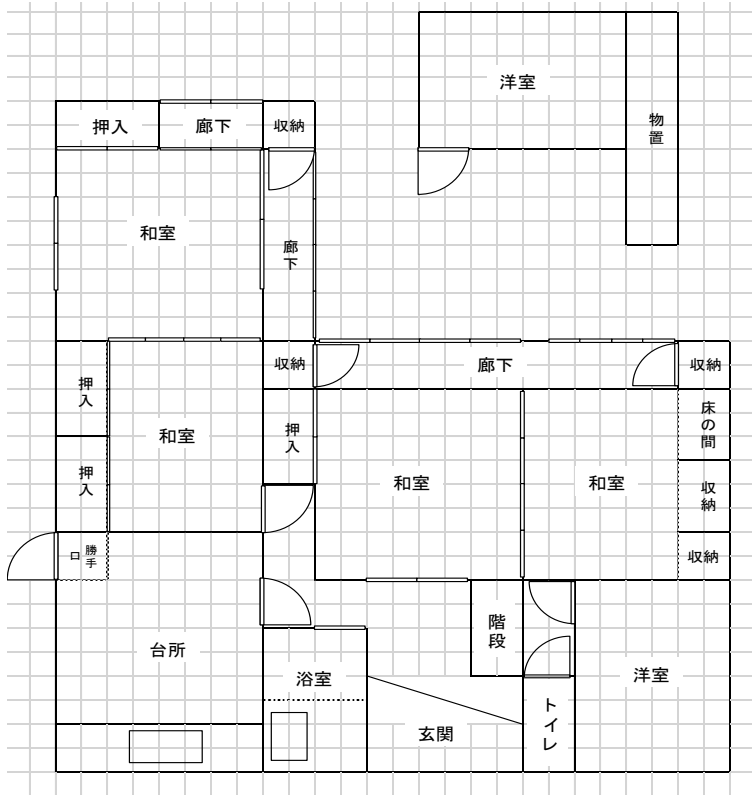 洋室
物置
押入
廊下
収納
和室
廊下
収納
廊下
収納
押入
和室
押入
床の間
和室
和室
押入
収納
勝手口
収納
階段
台所
浴室
洋室
トイレ
玄関